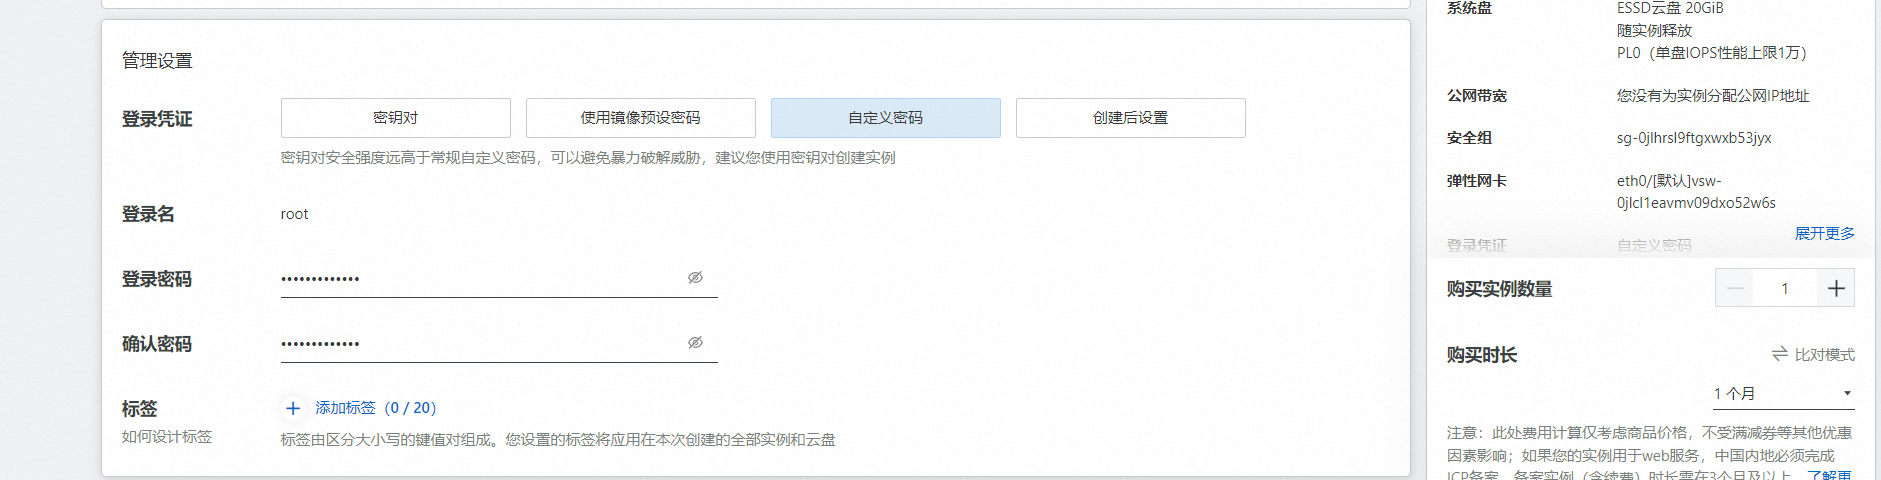 管理设置
登录凭证
密钥对
使用镜像预设密码
自定义密码
创建后设置
密钥对安全强度远高于常规自定义密码，可以避免暴力破解威胁，建议您使用密钥对创建实例
登录名
root
登录密码
•••••••••••••
确认密码
•••••••••••••
标签
添加标签（0 / 20）
如何设计标签
标签由区分大小写的键值对组成。您设置的标签将应用在本次创建的全部实例和云盘
系统盘
ESSD云盘 20GiB
随实例释放
PL0（单盘IOPS性能上限1万）
公网带宽
您没有为实例分配公网IP地址
安全组
sg-0jlhrsl9ftgxwxb53jyx
弹性网卡
eth0/[默认]vsw-
0jlcl1eavmv09dxo52w6s
展开更多
登录凭证
自定义密码
购买实例数量
1
购买时长
比对模式
1 个月
注意：此处费用计算仅考虑商品价格，不受满减券等其他优惠
因素影响；如果您的实例用于web服务，中国内地必须完成
ICP备案，备案实例（含续费）时长需在3个月及以上，了解更